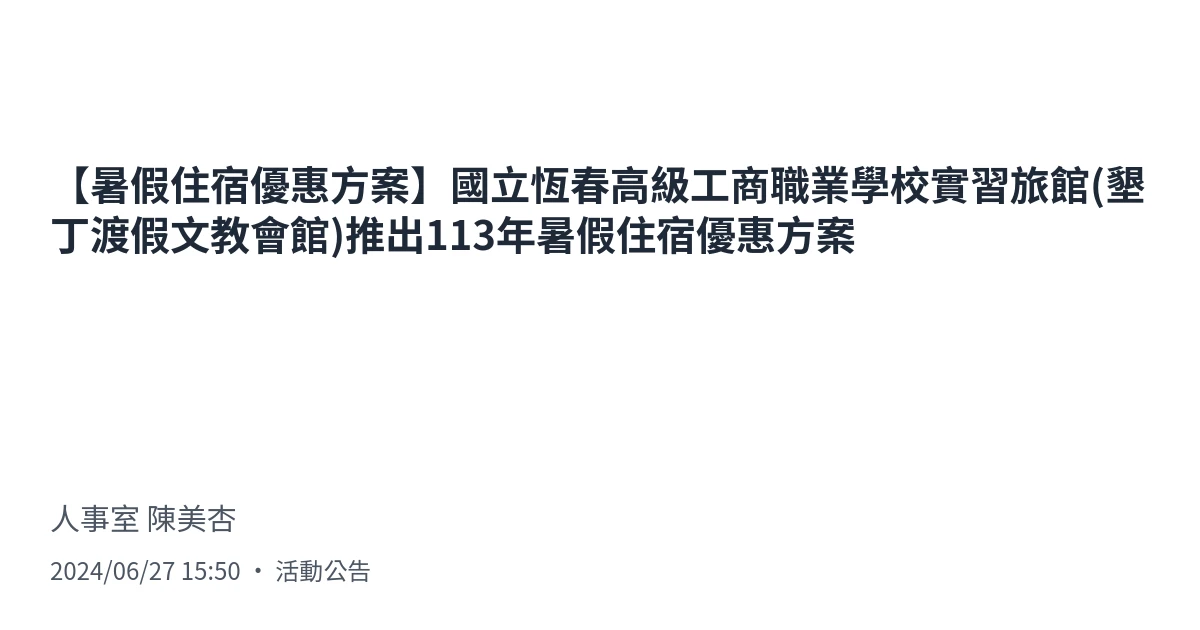 【暑假住宿優惠方案】國立恆春高級工商職業學校實習旅館(墾
丁渡假文教會館)推出113年暑假住宿優惠方案
人事室 陳美杏
2024/06/27 15:50 ・ 活動公告